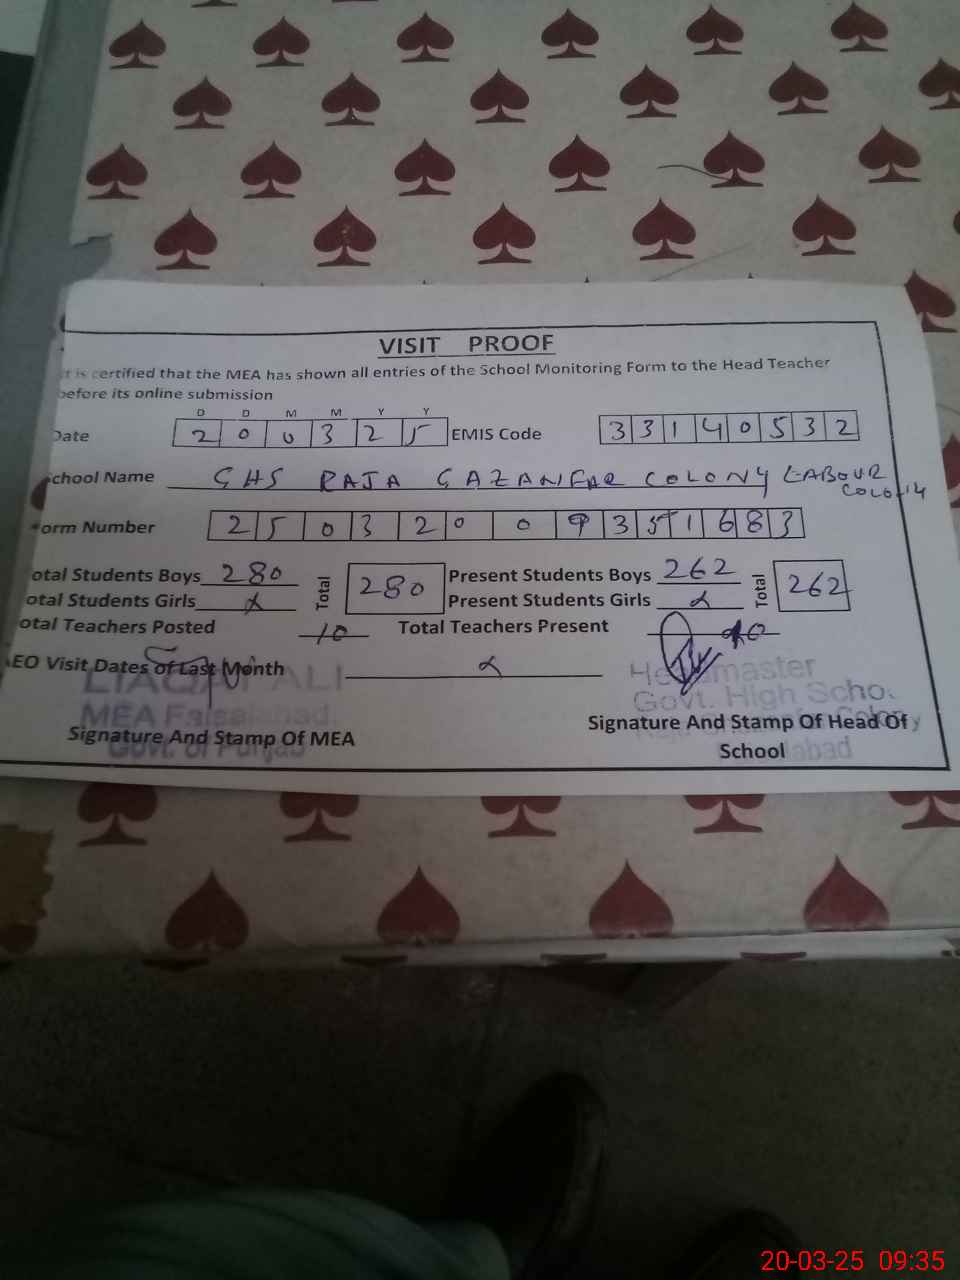 VISIT PROOF
t is certified that the MEA has shown all entries of the School Monitoring Form to the Head Teacher
before its online submission
D D M M Y Y
Date 2 0 0 3 2 5 EMIS Code 3 3 1 4 0 5 3 2
chool Name GHS RAJA GAZANFAR COLONY LABOUR
COLONY
orm Number 2 5 0 3 2 0 0 9 3 5 1 6 8 3
otal Students Boys 280 Total 280 Present Students Boys 262 Total 262
otal Students Girls x Present Students Girls x
otal Teachers Posted 10 Total Teachers Present 10
AEO Visit Dates of Last Month x
LIAQAT ALI
MEA Faisalabad
Govt. of Punjab
Signature And Stamp Of MEA
Headmaster
Govt. High Schoo
Colony
abad
Signature And Stamp Of Head Of
School
20-03-25 09:35